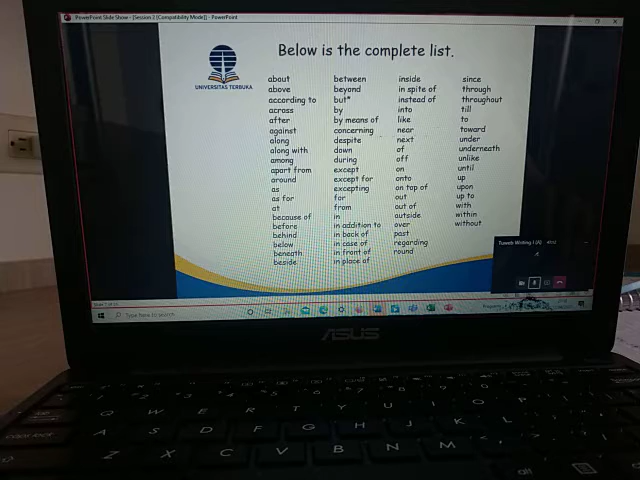 PowerPoint Slide Show - [Session 2 [Compatibility Mode]] - PowerPoint
Below is the complete list.
UNIVERSITAS TERBUKA
about
above
according to
across
after
against
along
along with
among
apart from
around
as
as for
at
because of
before
behind
below
beneath
beside
between
beyond
but*
by
by means of
concerning
despite
down
during
except
except for
excepting
for
from
in
in addition to
in back of
in case of
in front of
in place of
inside
in spite of
instead of
into
like
near
next
of
off
on
onto
on top of
out
out of
outside
over
past
regarding
round
since
through
throughout
till
to
toward
under
underneath
unlike
until
up
upon
up to
with
within
without
Tuweb Writing I (A)
Type here to search
ASUS
Q W E R T Y U I O P
A S D F G H J K L
Z X C V B N M
alt